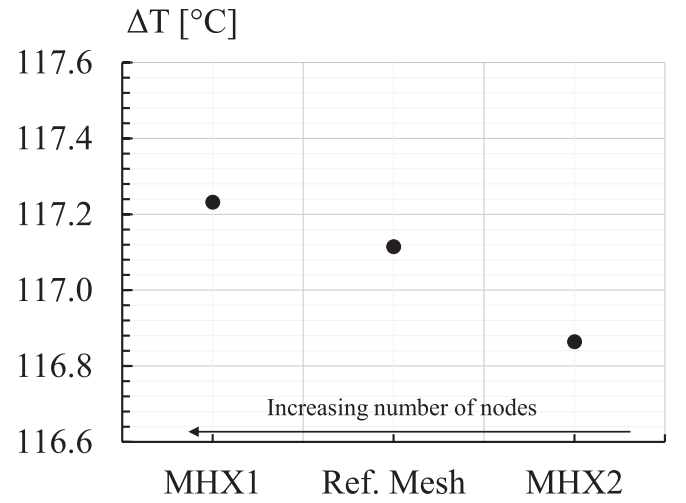 ΔT [°C]
117.6
117.4
117.2
117.0
116.8
116.6
Increasing number of nodes
MHX1 Ref. Mesh MHX2